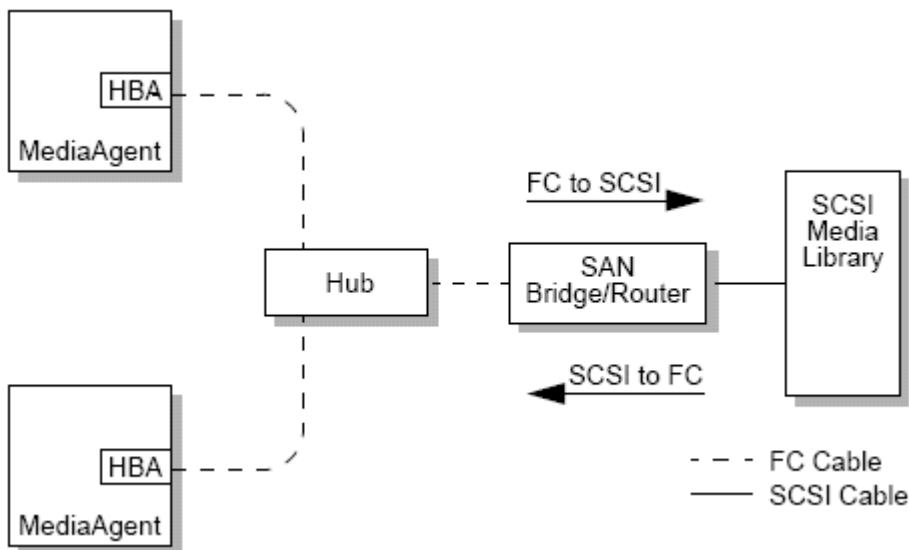 HBA
MediaAgent
FC to SCSI
SCSI
Media
Library
Hub
SAN
Bridge/Router
SCSI to FC
HBA
MediaAgent
FC Cable
SCSI Cable